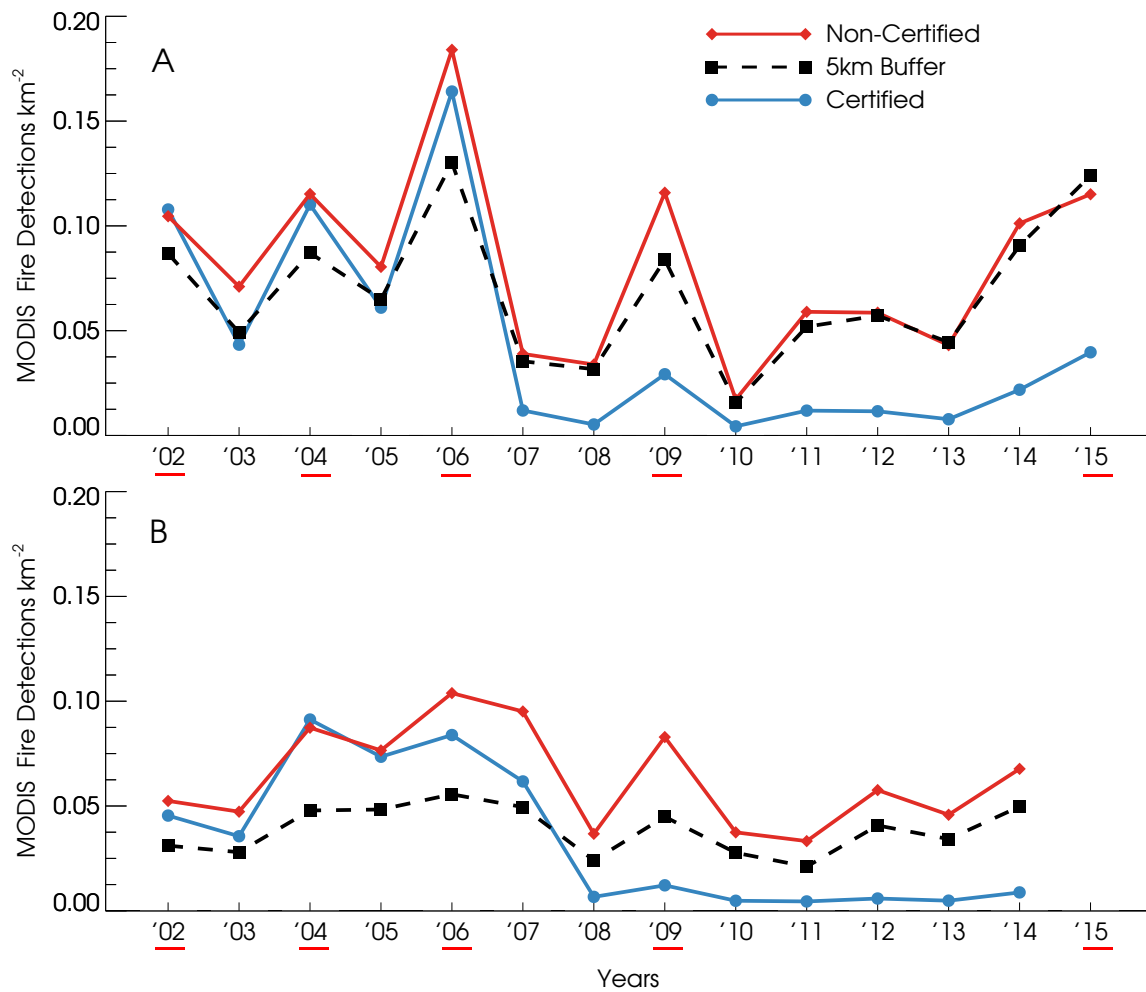 A
Non-Certified
5km Buffer
Certified
MODIS Fire Detections km-2
0.20
0.15
0.10
0.05
0.00
'02 '03 '04 '05 '06 '07 '08 '09 '10 '11 '12 '13 '14 '15
B
MODIS Fire Detections km-2
0.20
0.15
0.10
0.05
0.00
'02 '03 '04 '05 '06 '07 '08 '09 '10 '11 '12 '13 '14 '15
Years